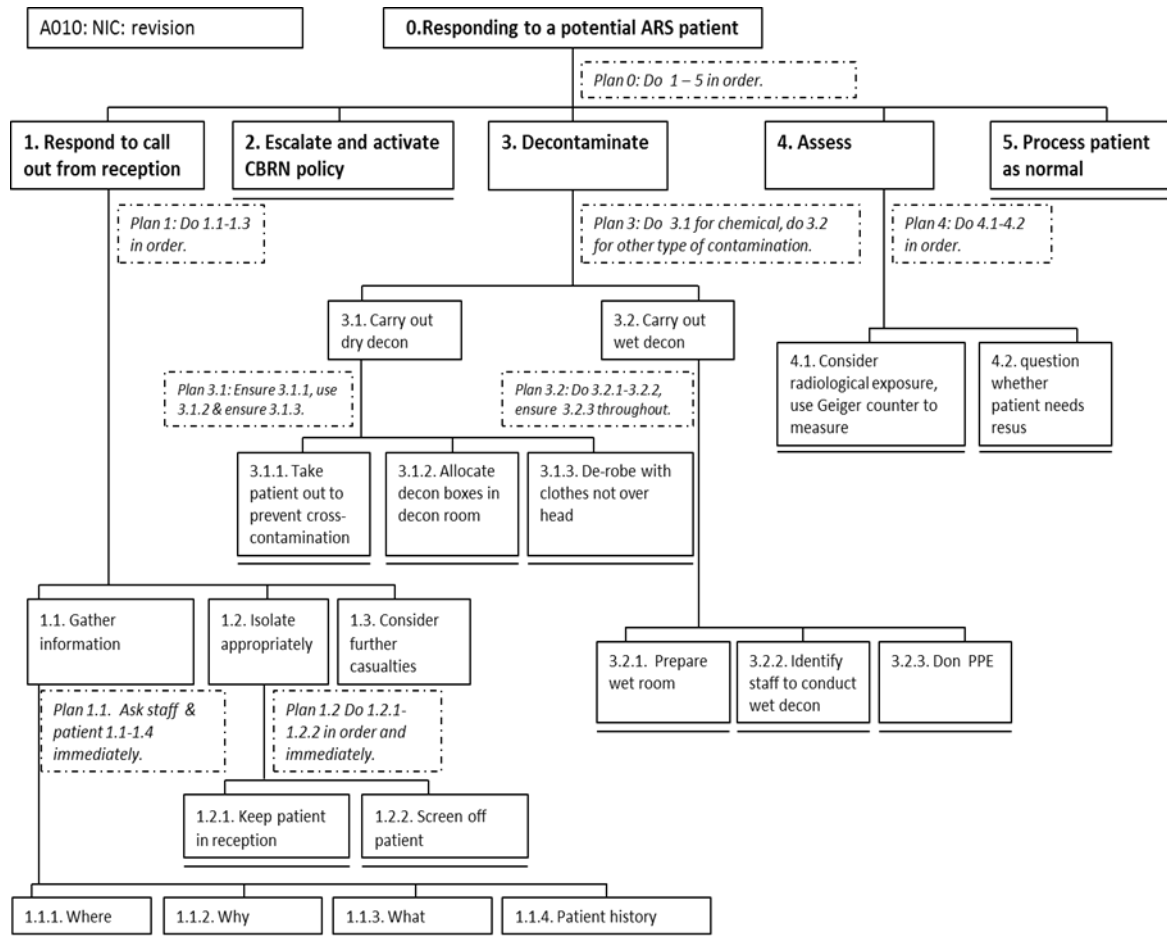 A010: NIC: revision
0.Responding to a potential ARS patient
Plan 0: Do 1 – 5 in order.
1. Respond to call
out from reception
2. Escalate and activate
CBRN policy
3. Decontaminate
4. Assess
5. Process patient
as normal
Plan 1: Do 1.1-1.3
in order.
Plan 3: Do 3.1 for chemical, do 3.2
for other type of contamination.
Plan 4: Do 4.1-4.2
in order.
3.1. Carry out
dry decon
3.2. Carry out
wet decon
4.1. Consider
radiological exposure,
use Geiger counter to
measure
4.2. question
whether
patient needs
resus
Plan 3.1: Ensure 3.1.1, use
3.1.2 & ensure 3.1.3.
Plan 3.2: Do 3.2.1-3.2.2,
ensure 3.2.3 throughout.
3.1.1. Take
patient out to
prevent cross-
contamination
3.1.2. Allocate
decon boxes in
decon room
3.1.3. De-robe with
clothes not over
head
1.1. Gather
information
1.2. Isolate
appropriately
1.3. Consider
further
casualties
3.2.1. Prepare
wet room
3.2.2. Identify
staff to conduct
wet decon
3.2.3. Don PPE
Plan 1.1. Ask staff &
patient 1.1-1.4
immediately.
Plan 1.2 Do 1.2.1-
1.2.2 in order and
immediately.
1.2.1. Keep patient
in reception
1.2.2. Screen off
patient
1.1.1. Where
1.1.2. Why
1.1.3. What
1.1.4. Patient history